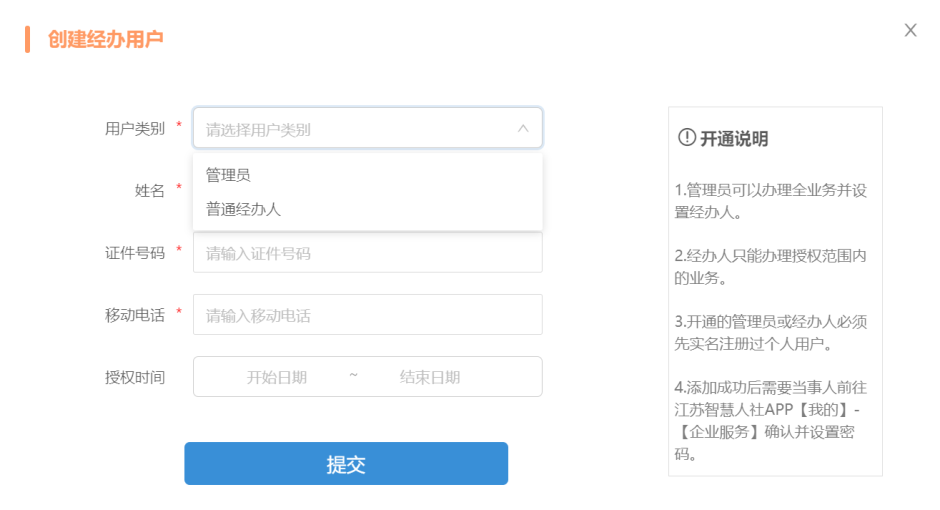 创建经办用户
用户类别 * 请选择用户类别
管理员
普通经办人
姓名 *
证件号码 * 请输入证件号码
移动电话 * 请输入移动电话
授权时间 开始日期 ~ 结束日期
提交
开通说明
1.管理员可以办理全业务并设
置经办人。
2.经办人只能办理授权范围内
的业务。
3.开通的管理员或经办人必须
先实名注册过个人用户。
4.添加成功后需要当事人前往
江苏智慧人社APP【我的】-
【企业服务】确认并设置密
码。